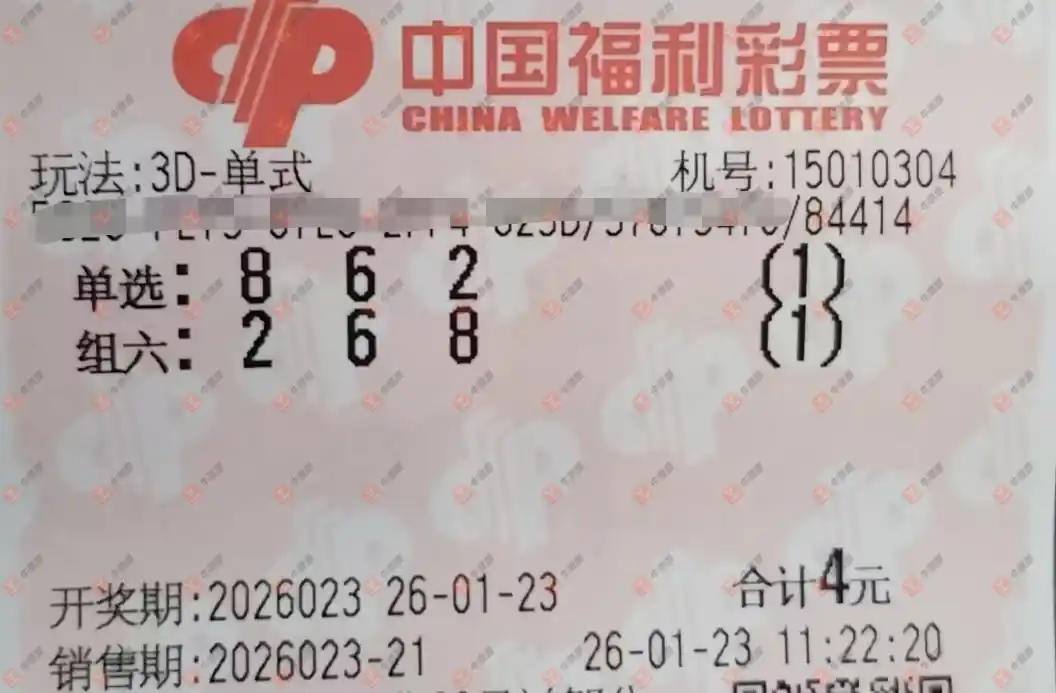 中国福利彩票
CHINA WELFARE LOTTERY
玩法:3D-单式 机号:15010304
/84414
单选: 8 6 2 (1)
组六: 2 6 8 (1)
开奖期:2026023 26-01-23 合计4元
销售期:2026023-21 26-01-23 11:22:20